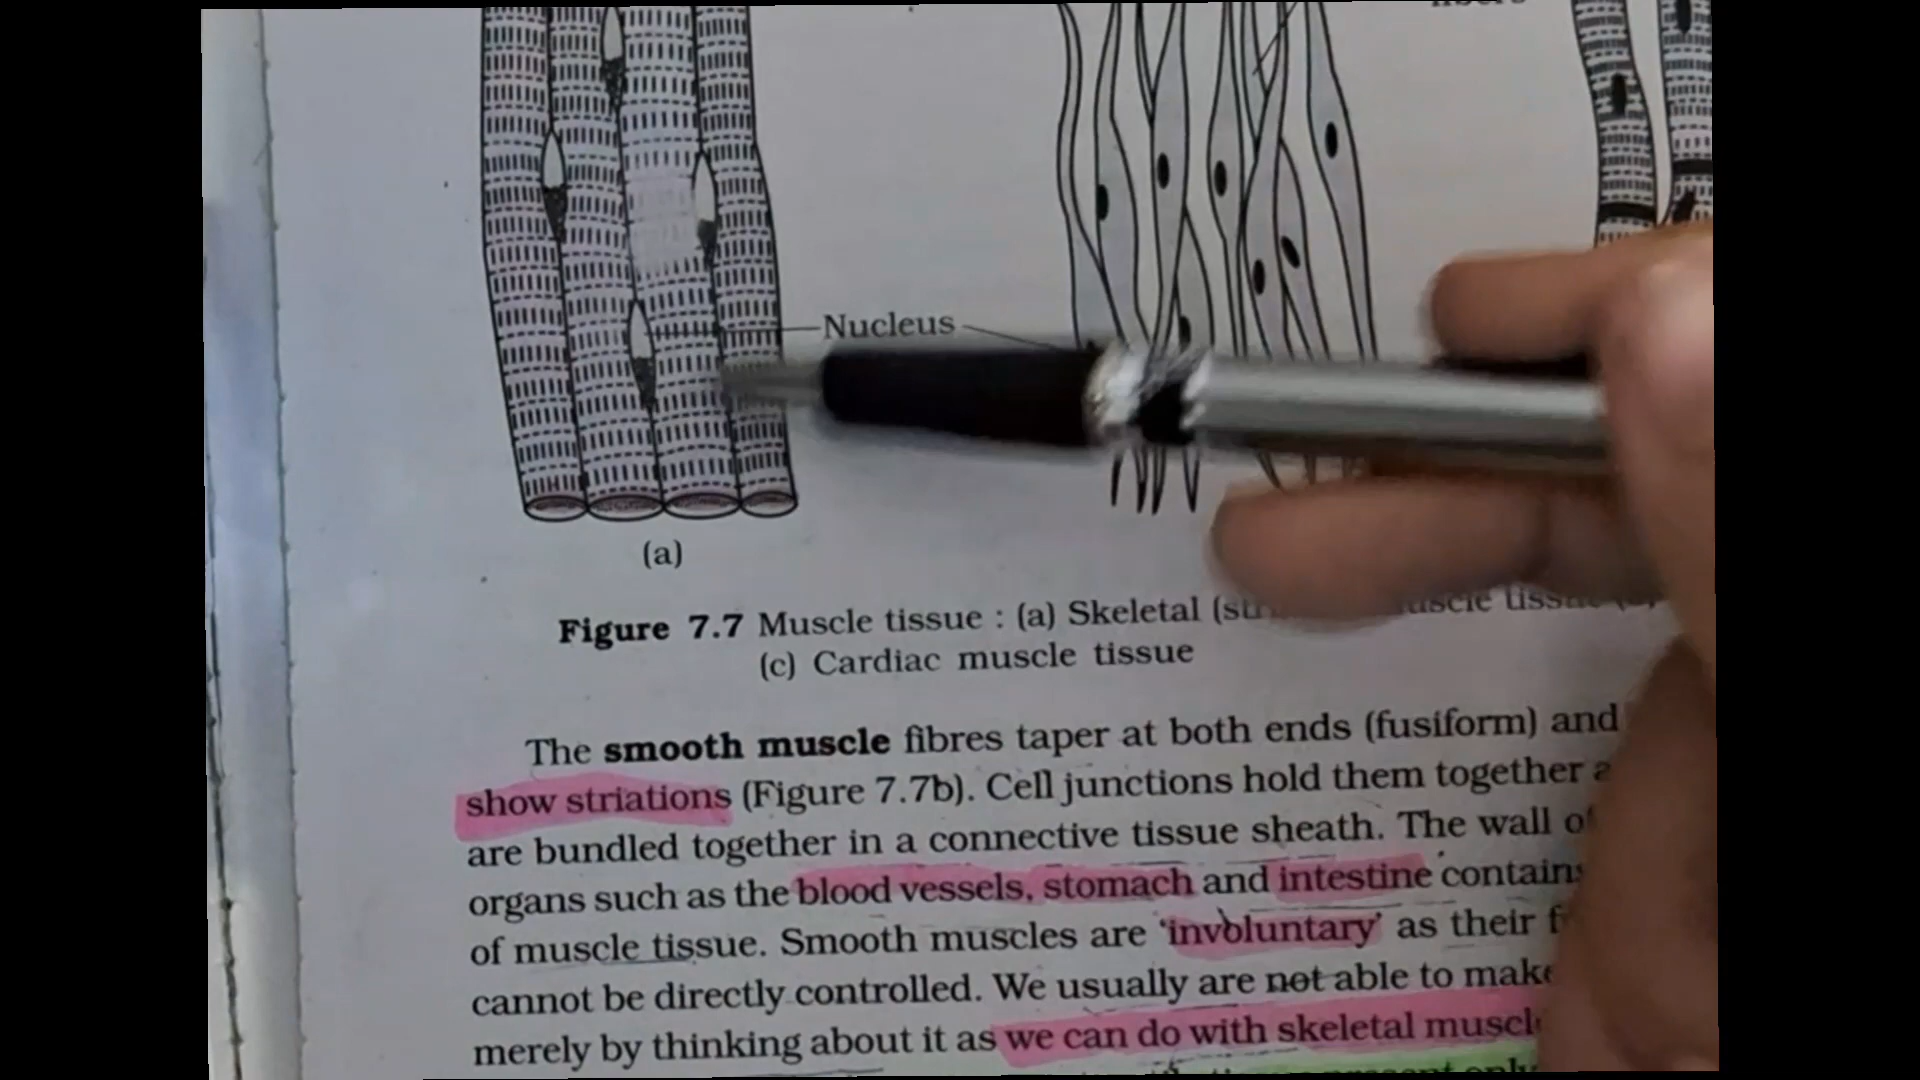 Nucleus
(a)
Figure 7.7 Muscle tissue : (a) Skeletal
(c) Cardiac muscle tissue
The smooth muscle fibres taper at both ends (fusiform) and
show striations (Figure 7.7b). Cell junctions hold them together
are bundled together in a connective tissue sheath. The wall of
organs such as the blood vessels, stomach and intestine contains
of muscle tissue. Smooth muscles are 'involuntary' as their
cannot be directly controlled. We usually are not able to make
merely by thinking about it as we can do with skeletal